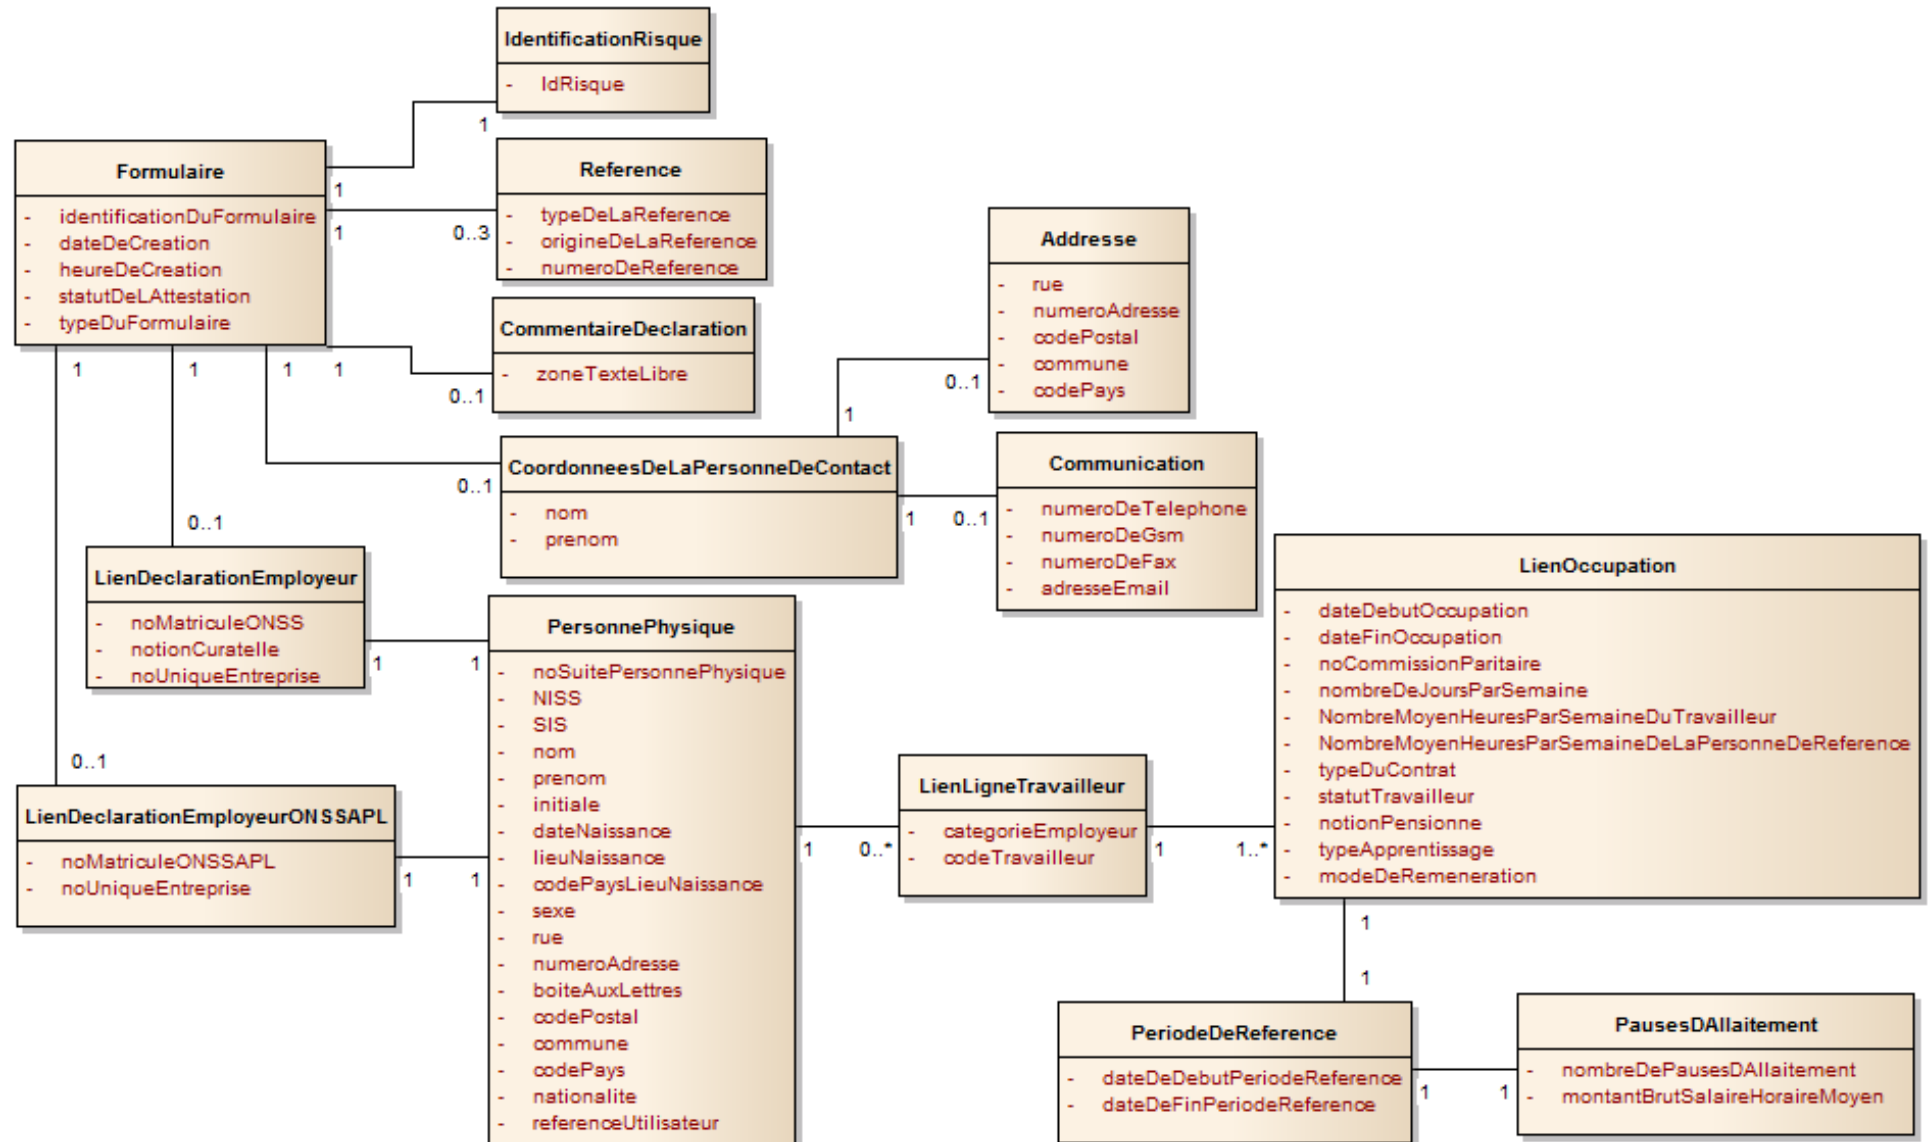 IdentificationRisque
- IdRisque
1
Formulaire
- identificationDuFormulaire
- dateDeCreation
- heureDeCreation
- statutDeLAttestation
- typeDuFormulaire
1
1
1
1
1
1
Reference
- typeDeLaReference
- origineDeLaReference
- numeroDeReference
0..3
CommentaireDeclaration
- zoneTexteLibre
0..1
Addresse
- rue
- numeroAdresse
- codePostal
- commune
- codePays
0..1
1
CoordonneesDeLaPersonneDeContact
- nom
- prenom
0..1
1
0..1
Communication
- numeroDeTelephone
- numeroDeGsm
- numeroDeFax
- adresseEmail
0..1
LienDeclarationEmployeur
- noMatriculeONSS
- notionCuratelle
- noUniqueEntreprise
1
1
0..1
LienDeclarationEmployeurONSSAPL
- noMatriculeONSSAPL
- noUniqueEntreprise
1
1
PersonnePhysique
- noSuitePersonnePhysique
- NISS
- SIS
- nom
- prenom
- initiale
- dateNaissance
- lieuNaissance
- codePaysLieuNaissance
- sexe
- rue
- numeroAdresse
- boiteAuxLettres
- codePostal
- commune
- codePays
- nationalite
- referenceUtilisateur
1
0..*
LienLigneTravailleur
- categorieEmployeur
- codeTravailleur
1
1..*
LienOccupation
- dateDebutOccupation
- dateFinOccupation
- noCommissionParitaire
- nombreDeJoursParSemaine
- NombreMoyenHeuresParSemaineDuTravailleur
- NombreMoyenHeuresParSemaineDeLaPersonneDeReference
- typeDuContrat
- statutTravailleur
- notionPensionne
- typeApprentissage
- modeDeRemeneration
1
1
PeriodeDeReference
- dateDeDebutPeriodeReference
- dateDeFinPeriodeReference
1
1
PausesDAllaitement
- nombreDePausesDAllaitement
- montantBrutSalaireHoraireMoyen